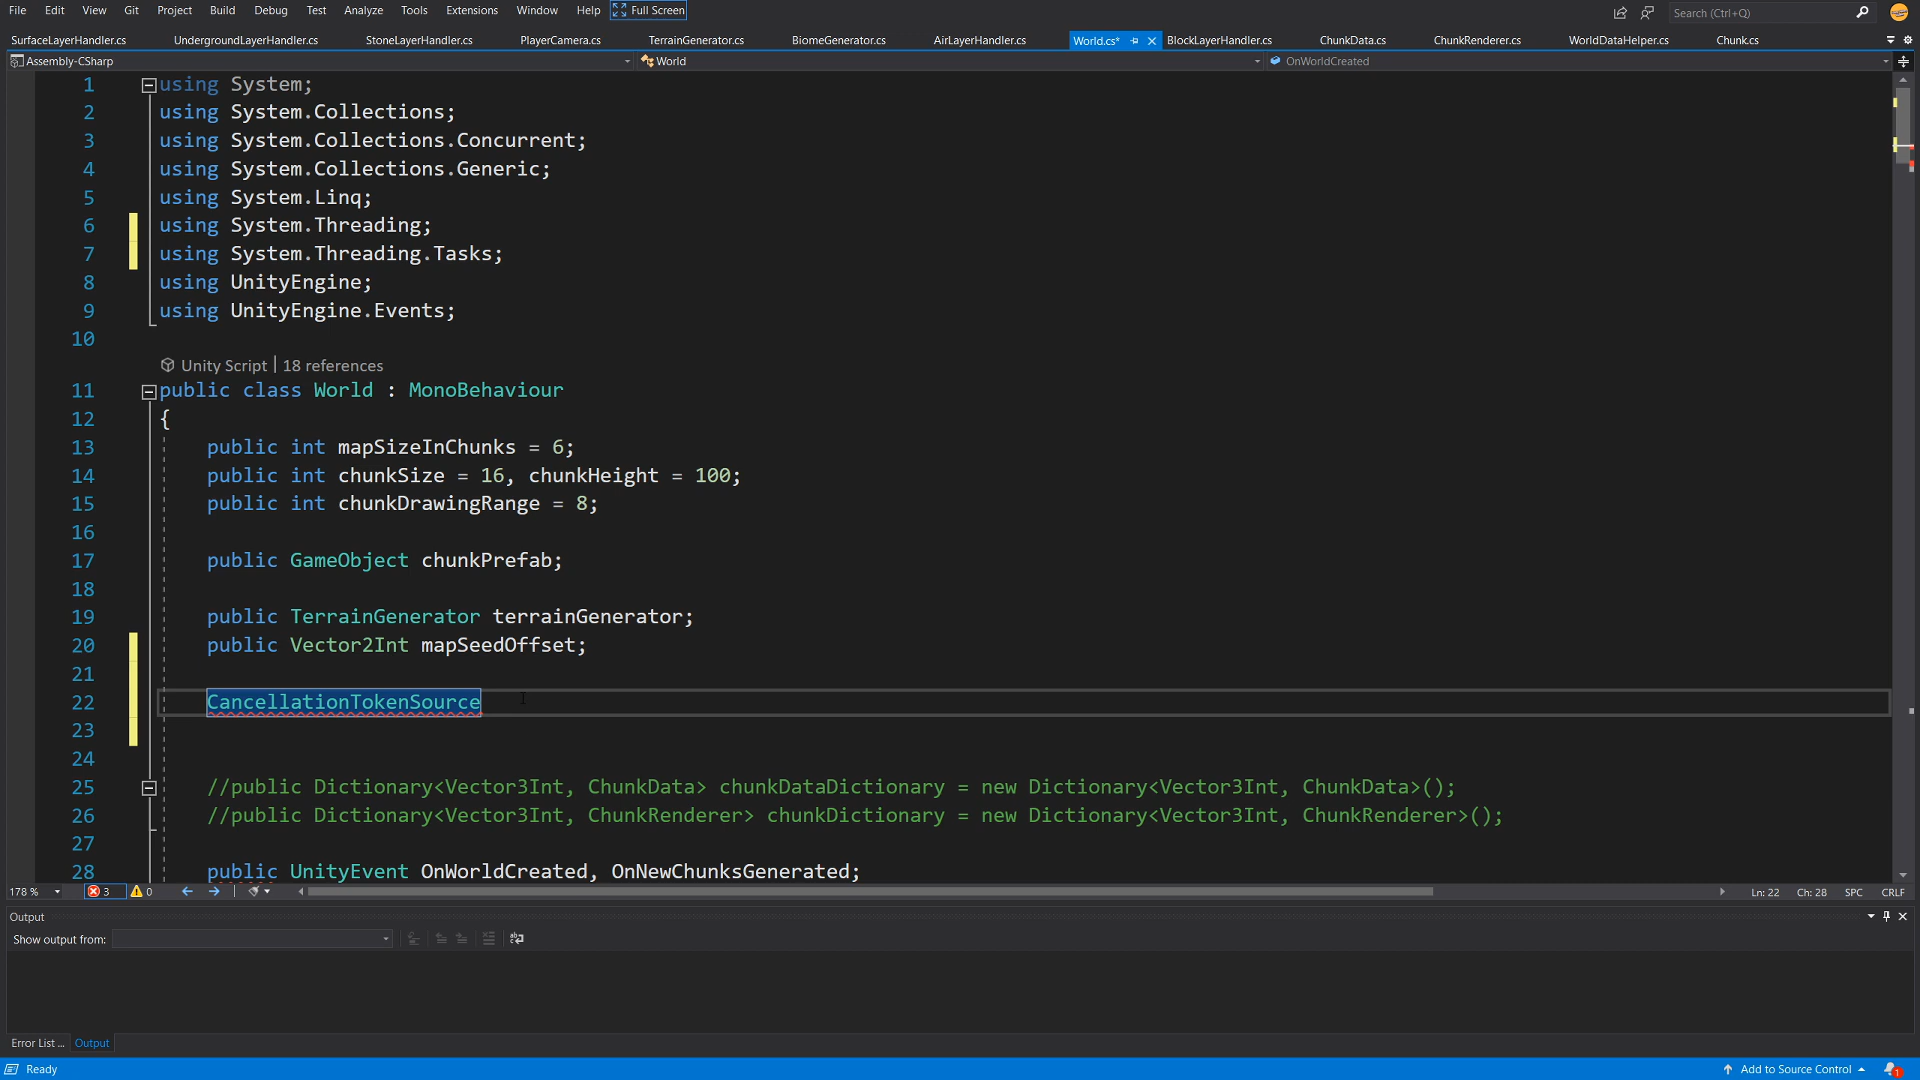 File Edit View Git Project Build Debug Test Analyze Tools Extensions Window Help Full Screen Search (Ctrl+Q)
SurfaceLayerHandler.cs UndergroundLayerHandler.cs StoneLayerHandler.cs PlayerCamera.cs TerrainGenerator.cs BiomeGenerator.cs AirLayerHandler.cs World.cs* BlockLayerHandler.cs ChunkData.cs ChunkRenderer.cs WorldDataHelper.cs Chunk.cs
Assembly-CSharp World OnWorldCreated
1 using System;
2 using System.Collections;
3 using System.Collections.Concurrent;
4 using System.Collections.Generic;
5 using System.Linq;
6 using System.Threading;
7 using System.Threading.Tasks;
8 using UnityEngine;
9 using UnityEngine.Events;
10
Unity Script | 18 references
11 public class World : MonoBehaviour
12 {
13 public int mapSizeInChunks = 6;
14 public int chunkSize = 16, chunkHeight = 100;
15 public int chunkDrawingRange = 8;
16
17 public GameObject chunkPrefab;
18
19 public TerrainGenerator terrainGenerator;
20 public Vector2Int mapSeedOffset;
21
22 CancellationTokenSource
23
24
25 //public Dictionary<Vector3Int, ChunkData> chunkDataDictionary = new Dictionary<Vector3Int, ChunkData>();
26 //public Dictionary<Vector3Int, ChunkRenderer> chunkDictionary = new Dictionary<Vector3Int, ChunkRenderer>();
27
28 public UnityEvent OnWorldCreated, OnNewChunksGenerated;
178 % 3 0 Ln: 22 Ch: 28 SPC CRLF
Output
Show output from:
Error List ... Output
Ready Add to Source Control 1